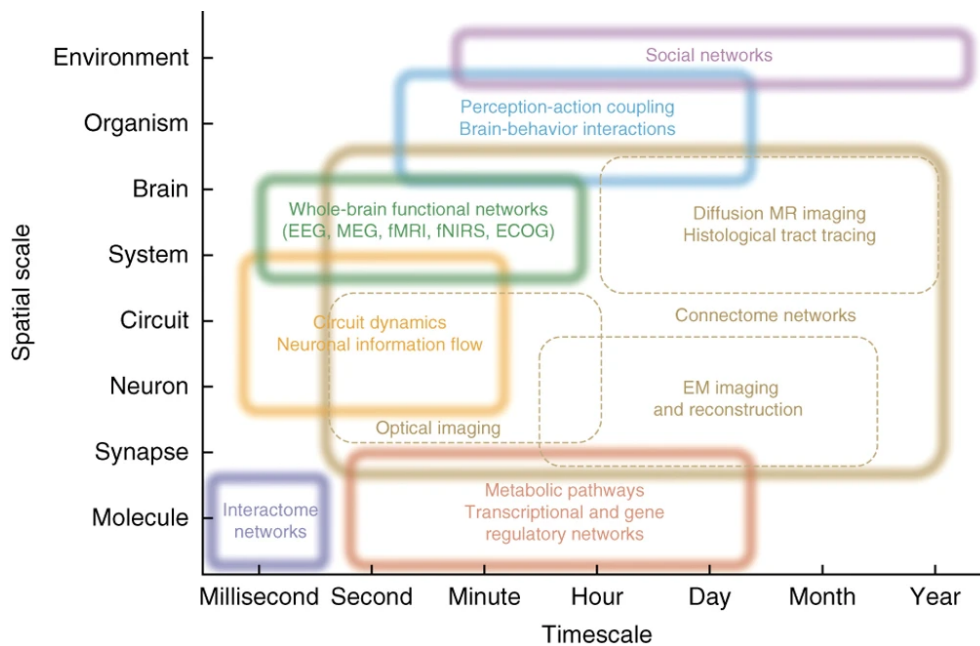 Environment
Social networks
Perception-action coupling
Organism
Brain-behavior interactions
Brain
Whole-brain functional networks
(EEG, MEG, fMRI, fNIRS, ECOG)
Diffusion MR imaging
Histological tract tracing
System
Spatial scale
Circuit
Circuit dynamics
Neuronal information flow
Connectome networks
Neuron
EM imaging
and reconstruction
Optical imaging
Synapse
Metabolic pathways
Transcriptional and gene
regulatory networks
Molecule
Interactome
networks
Millisecond Second Minute Hour Day Month Year
Timescale